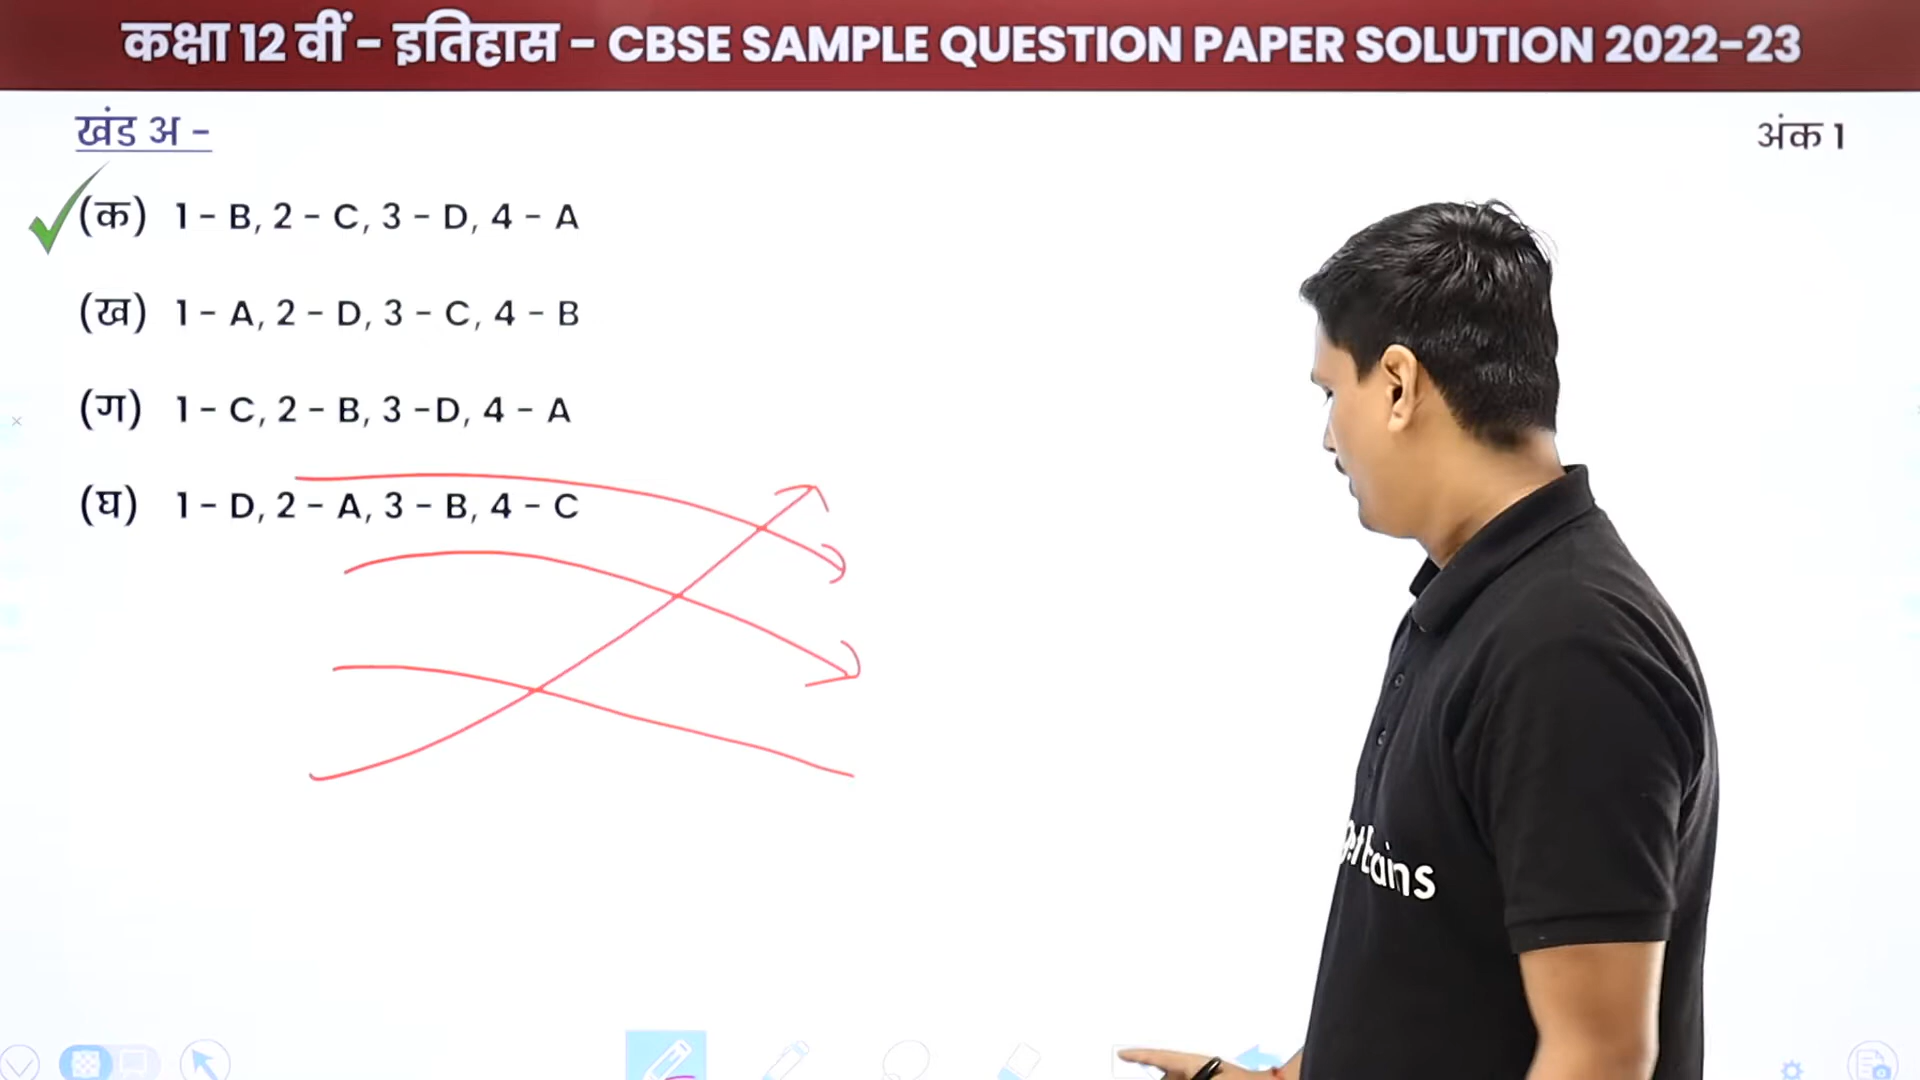 कक्षा 12 वीं - इतिहास - CBSE SAMPLE QUESTION PAPER SOLUTION 2022-23
खंड अ -
अंक 1
(क) 1 - B, 2 - C, 3 - D, 4 - A
(ख) 1 - A, 2 - D, 3 - C, 4 - B
(ग) 1 - C, 2 - B, 3 -D, 4 - A
(घ) 1 - D, 2 - A, 3 - B, 4 - C